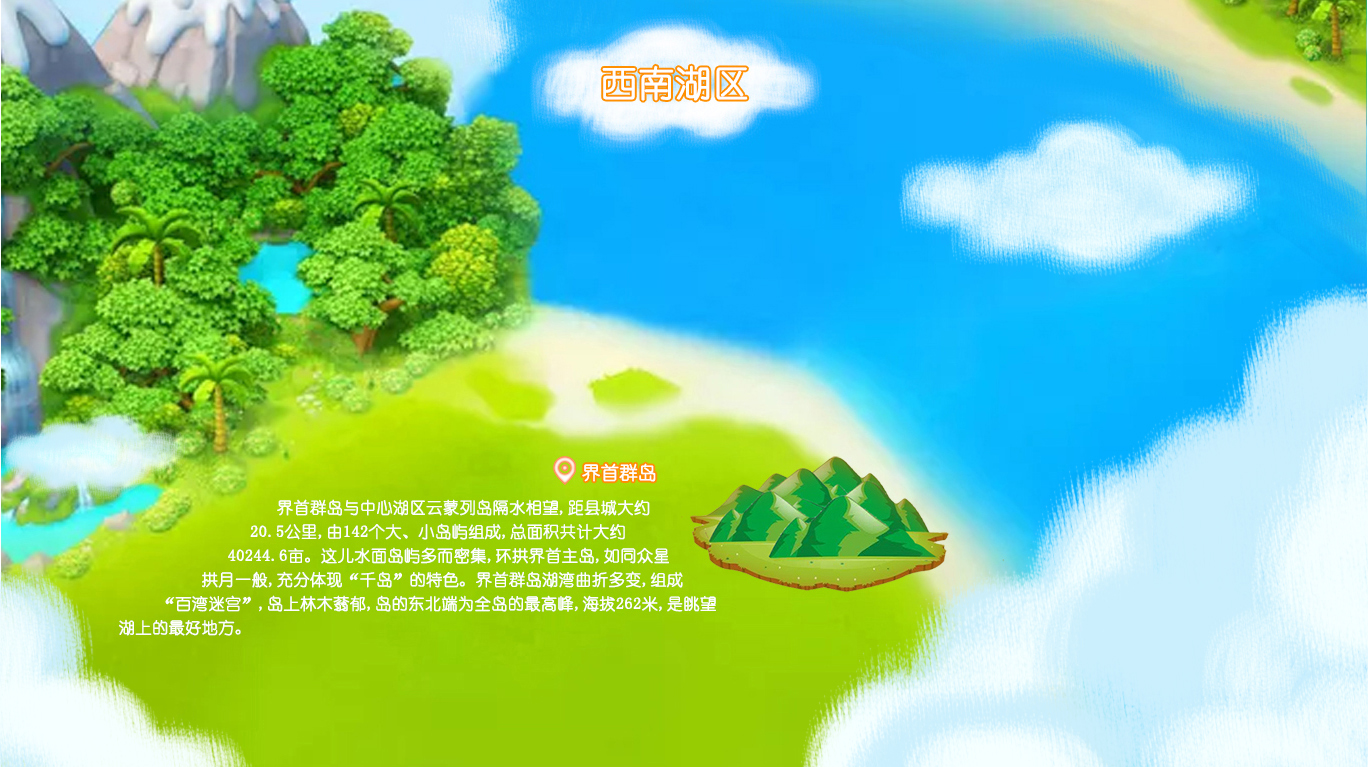 西南湖区
界首群岛
界首群岛与中心湖区云蒙列岛隔水相望,距县城大约
20.5公里,由142个大、小岛屿组成,总面积共计大约
40244.6亩。这儿水面岛屿多而密集,环拱界首主岛,如同众星
拱月一般,充分体现“千岛”的特色。界首群岛湖湾曲折多变,组成
“百湾迷宫”,岛上林木蓊郁,岛的东北端为全岛的最高峰,海拔262米,是眺望
湖上的最好地方。